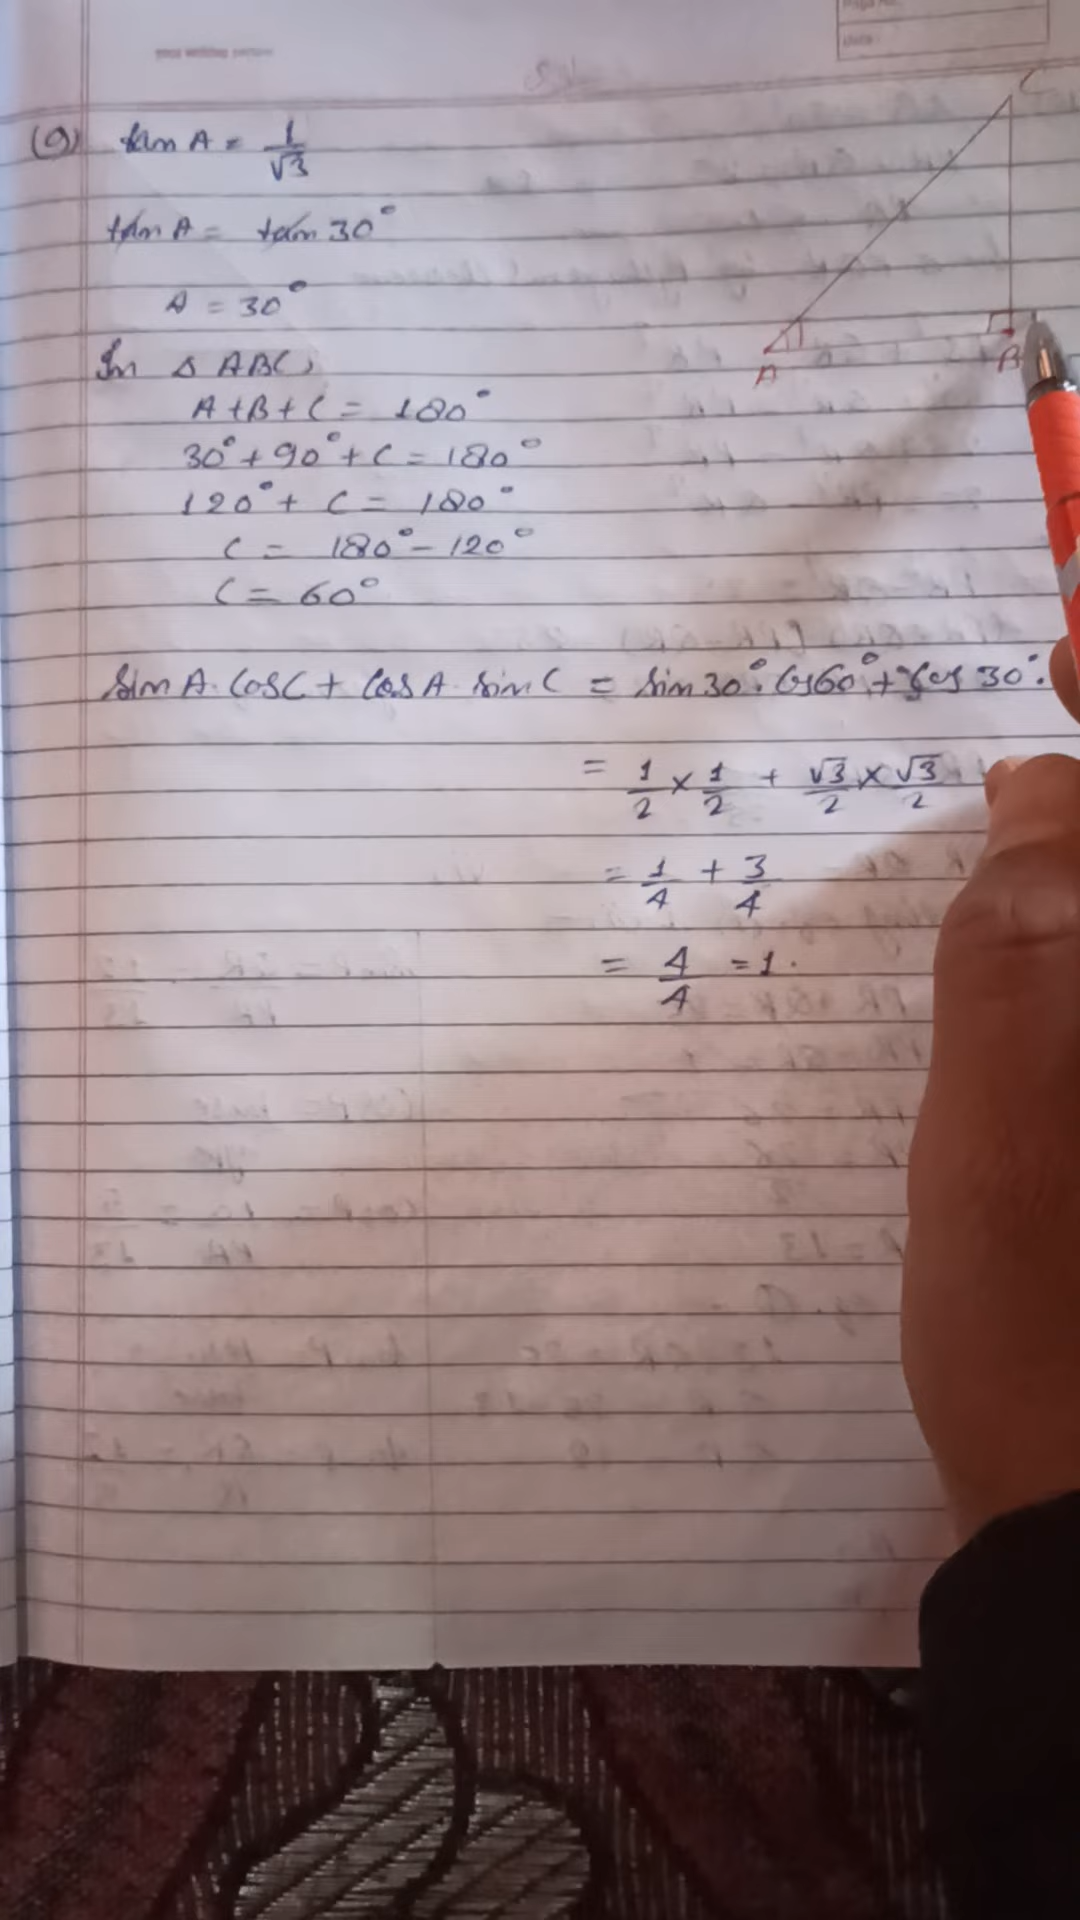 (9) tan A = 1/√3
tan A = tan 30°
A = 30°
In △ ABC,
A + B + C = 180°
30° + 90° + C = 180°
120° + C = 180°
C = 180° - 120°
C = 60°
sin A . Cos C + Cos A . sin C = sin 30° . Cos 60° + Cos 30° .
= 1/2 × 1/2 + √3/2 × √3/2
= 1/4 + 3/4
= 4/4 = 1 .
C
A
B